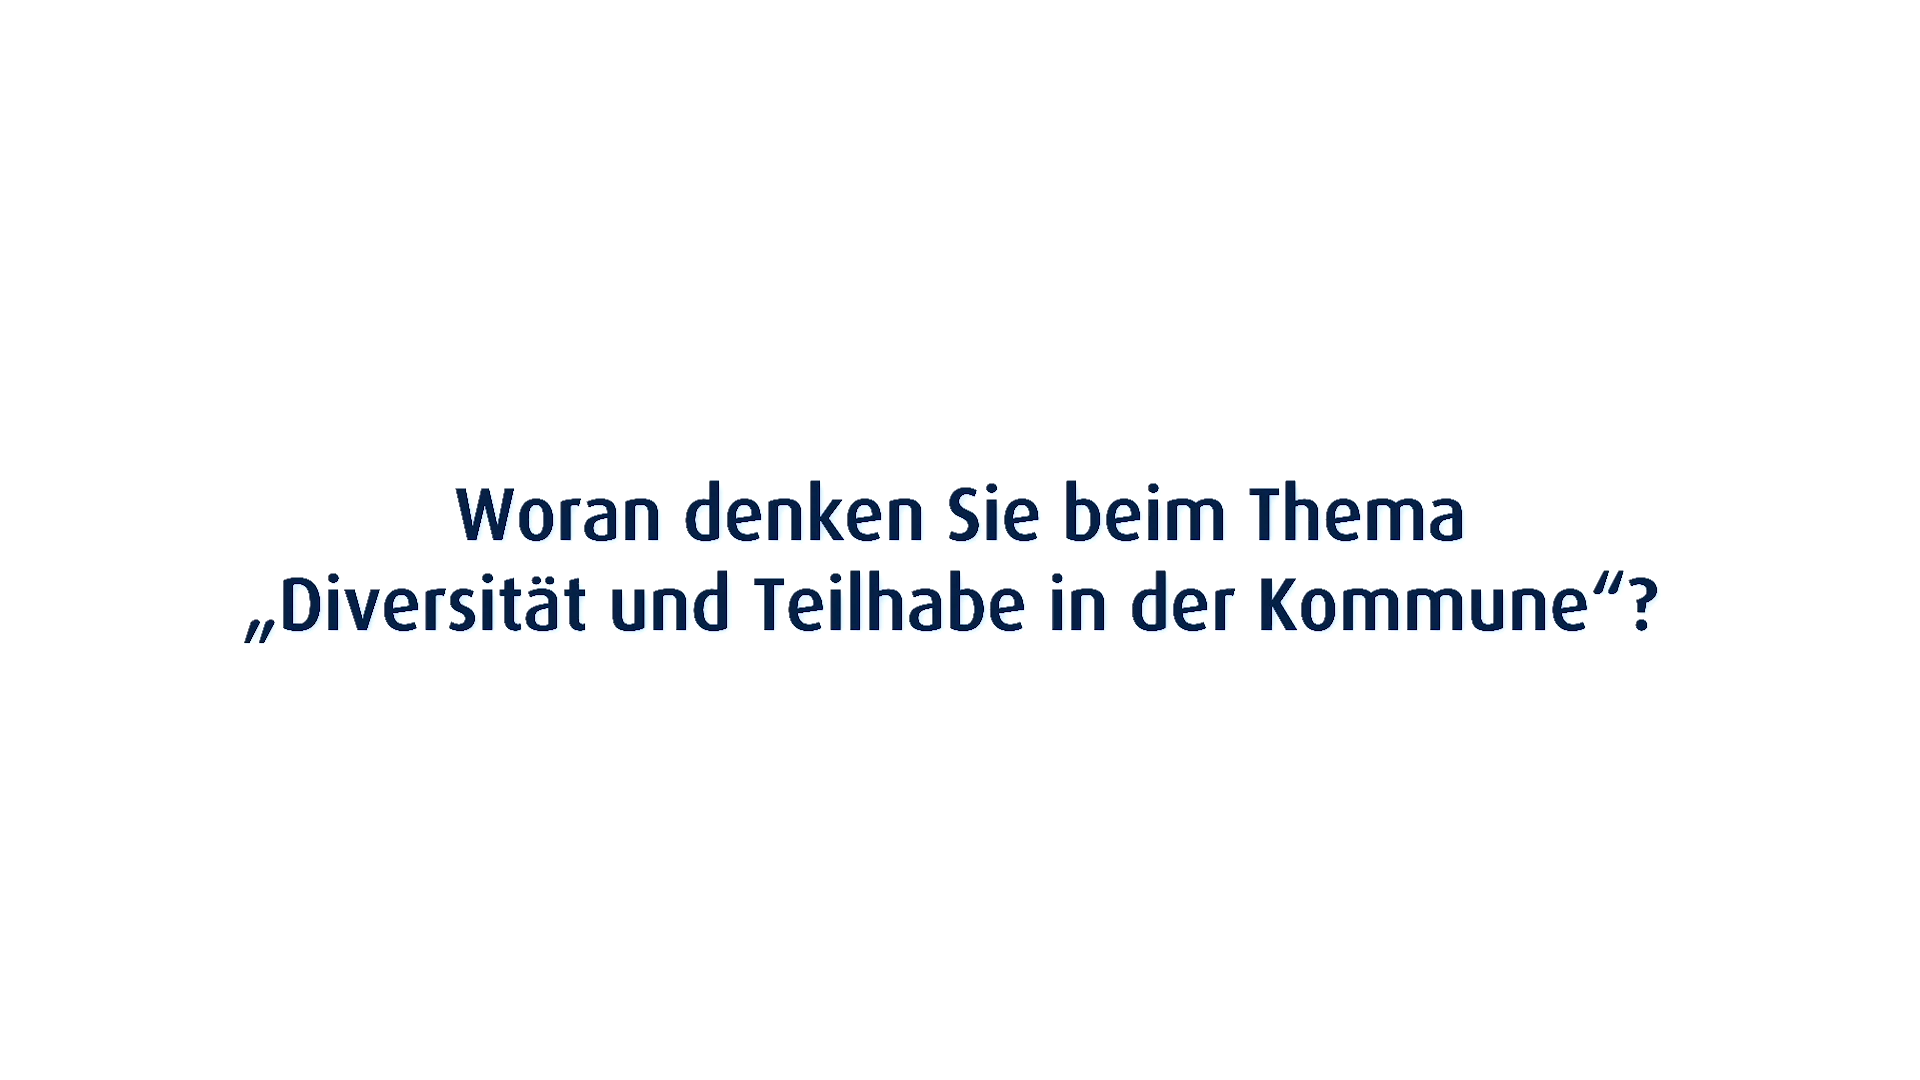 Woran denken Sie beim Thema
„Diversität und Teilhabe in der Kommune“?